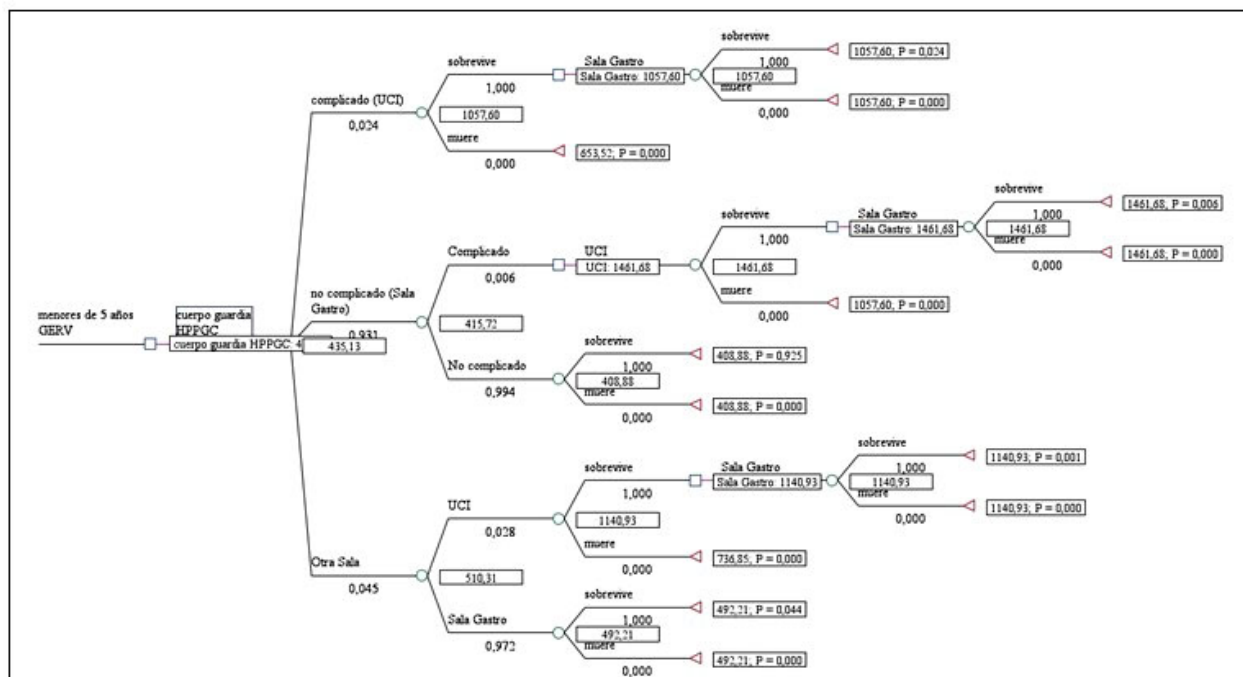 menores de 5 años
GERV
cuerpo guardia
HPPGC
cuerpo guardia HPPGC: 4
435,13
complicado (UCI)
0,024
1057,60
sobrevive
1,000
Sala Gastro
Sala Gastro: 1057,60
sobrevive
1,000
1057,60; P = 0,024
1057,60
muere
0,000
1057,60; P = 0,000
muere
0,000
653,52; P = 0,000
no complicado (Sala
Gastro)
0,931
415,72
Complicado
0,006
UCI
UCI: 1461,68
1461,68
sobrevive
1,000
Sala Gastro
Sala Gastro: 1461,68
sobrevive
1,000
1461,68; P = 0,006
1461,68
muere
0,000
1461,68; P = 0,000
muere
0,000
1057,60; P = 0,000
No complicado
0,994
sobrevive
1,000
408,88; P = 0,925
408,88
muere
0,000
408,88; P = 0,000
Otra Sala
0,045
510,31
UCI
0,028
1140,93
sobrevive
1,000
Sala Gastro
Sala Gastro: 1140,93
sobrevive
1,000
1140,93; P = 0,001
1140,93
muere
0,000
1140,93; P = 0,000
muere
0,000
736,85; P = 0,000
Sala Gastro
0,972
sobrevive
1,000
492,21; P = 0,044
492,21
muere
0,000
492,21; P = 0,000